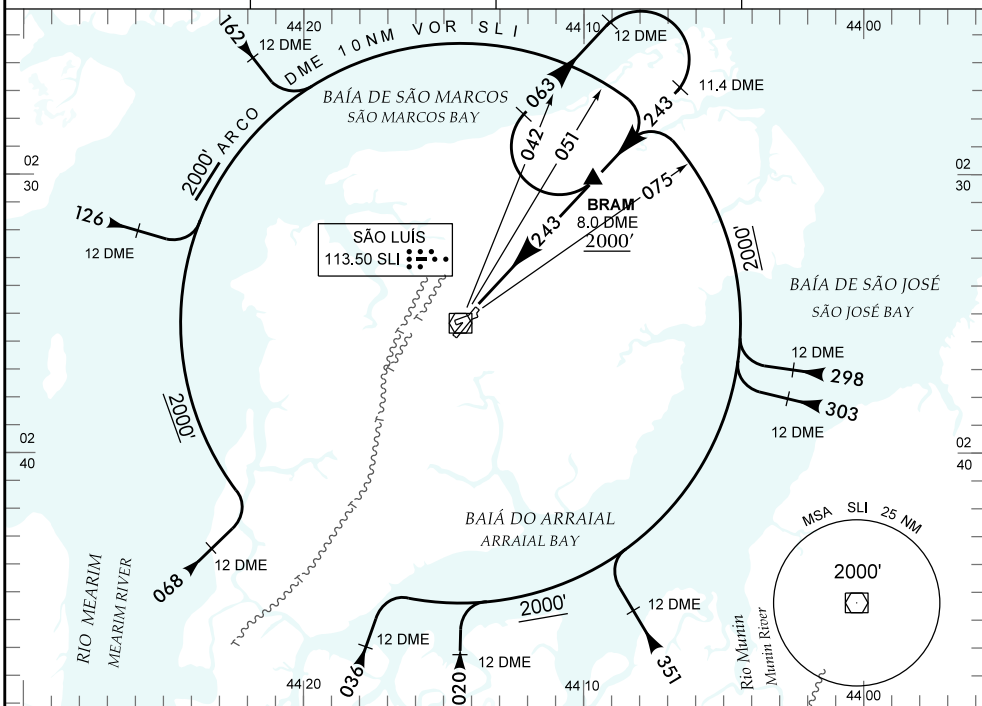 44 20
44 10
44 00
162
12 DME
DME 10NM VOR SLI
12 DME
063
11.4 DME
BAÍA DE SÃO MARCOS
SÃO MARCOS BAY
243
ARCO
042
051
2000'
02
30
02
30
075
BRAM
8.0 DME
2000'
126
12 DME
243
SÃO LUÍS
113.50 SLI
2000'
BAÍA DE SÃO JOSÉ
SÃO JOSÉ BAY
12 DME
298
303
12 DME
2000'
02
40
02
40
BAIÁ DO ARRAIAL
ARRAIAL BAY
MSA SLI 25 NM
2000'
12 DME
068
RIO MEARIM
MEARIM RIVER
2000'
12 DME
12 DME
12 DME
036
020
351
Rio Munin
Munin River
44 20
44 10
44 00